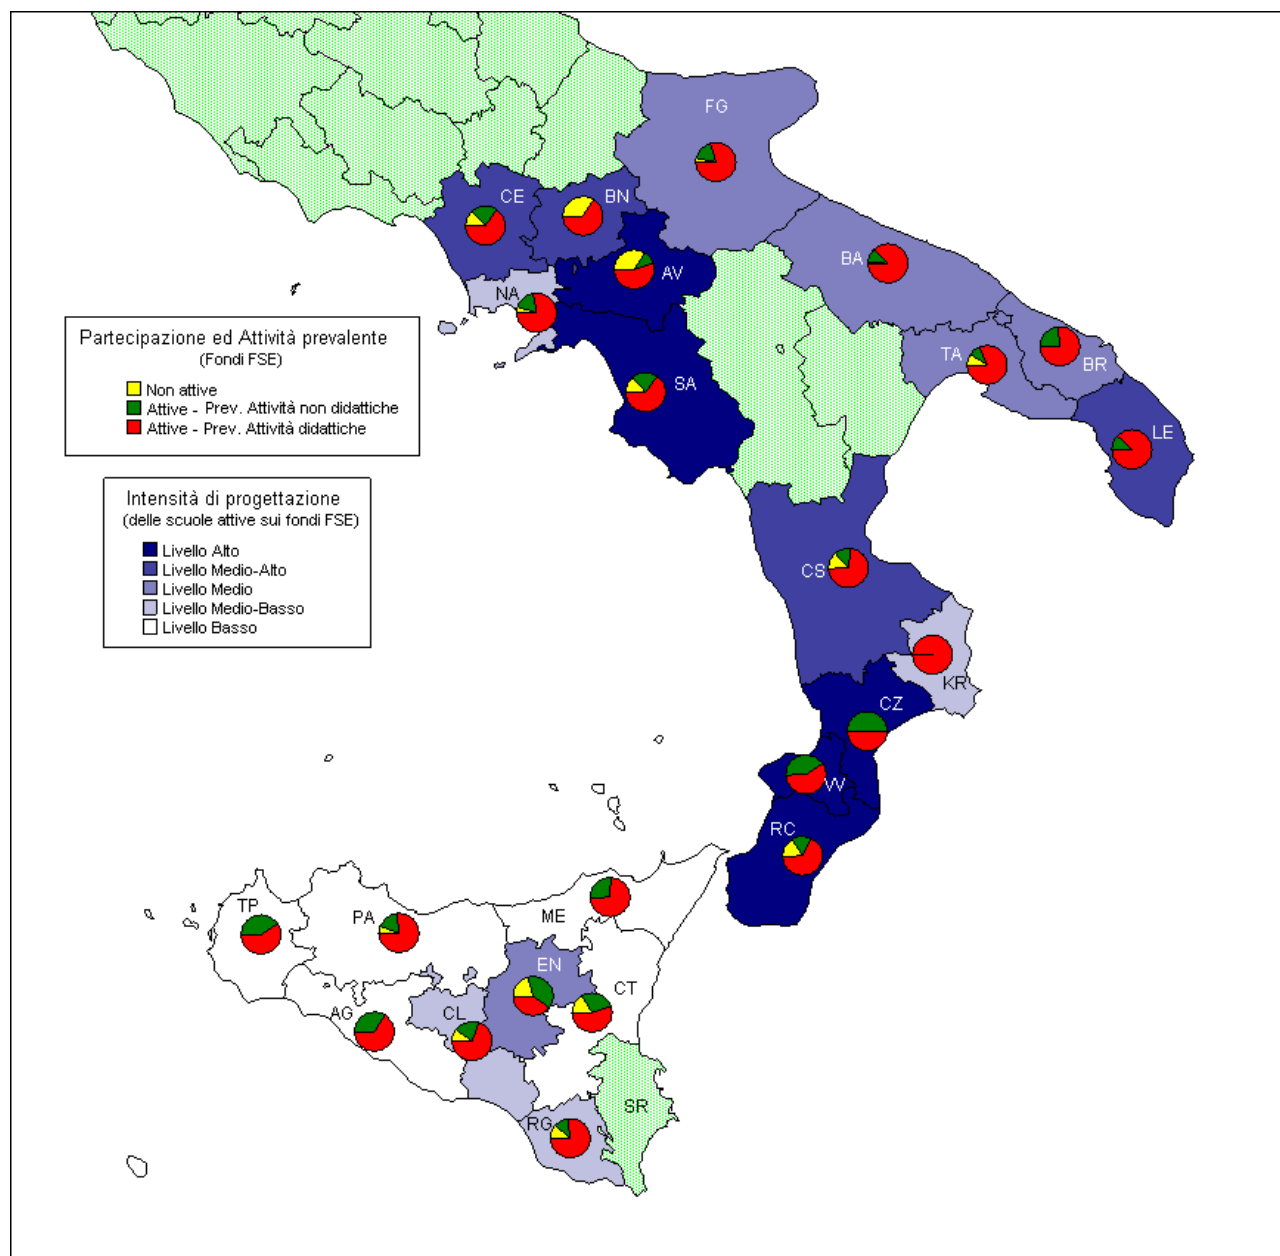 FG
CE
BN
BA
AV
NA
Partecipazione ed Attività prevalente
(Fondi FSE)
Non attive
Attive - Prev. Attività non didattiche
Attive - Prev. Attività didattiche
TA
BR
SA
LE
Intensità di progettazione
(delle scuole attive sui fondi FSE)
Livello Alto
Livello Medio-Alto
Livello Medio
Livello Medio-Basso
Livello Basso
CS
KR
CZ
VV
RC
TP
PA
ME
EN
CT
AG
CL
SR
RG